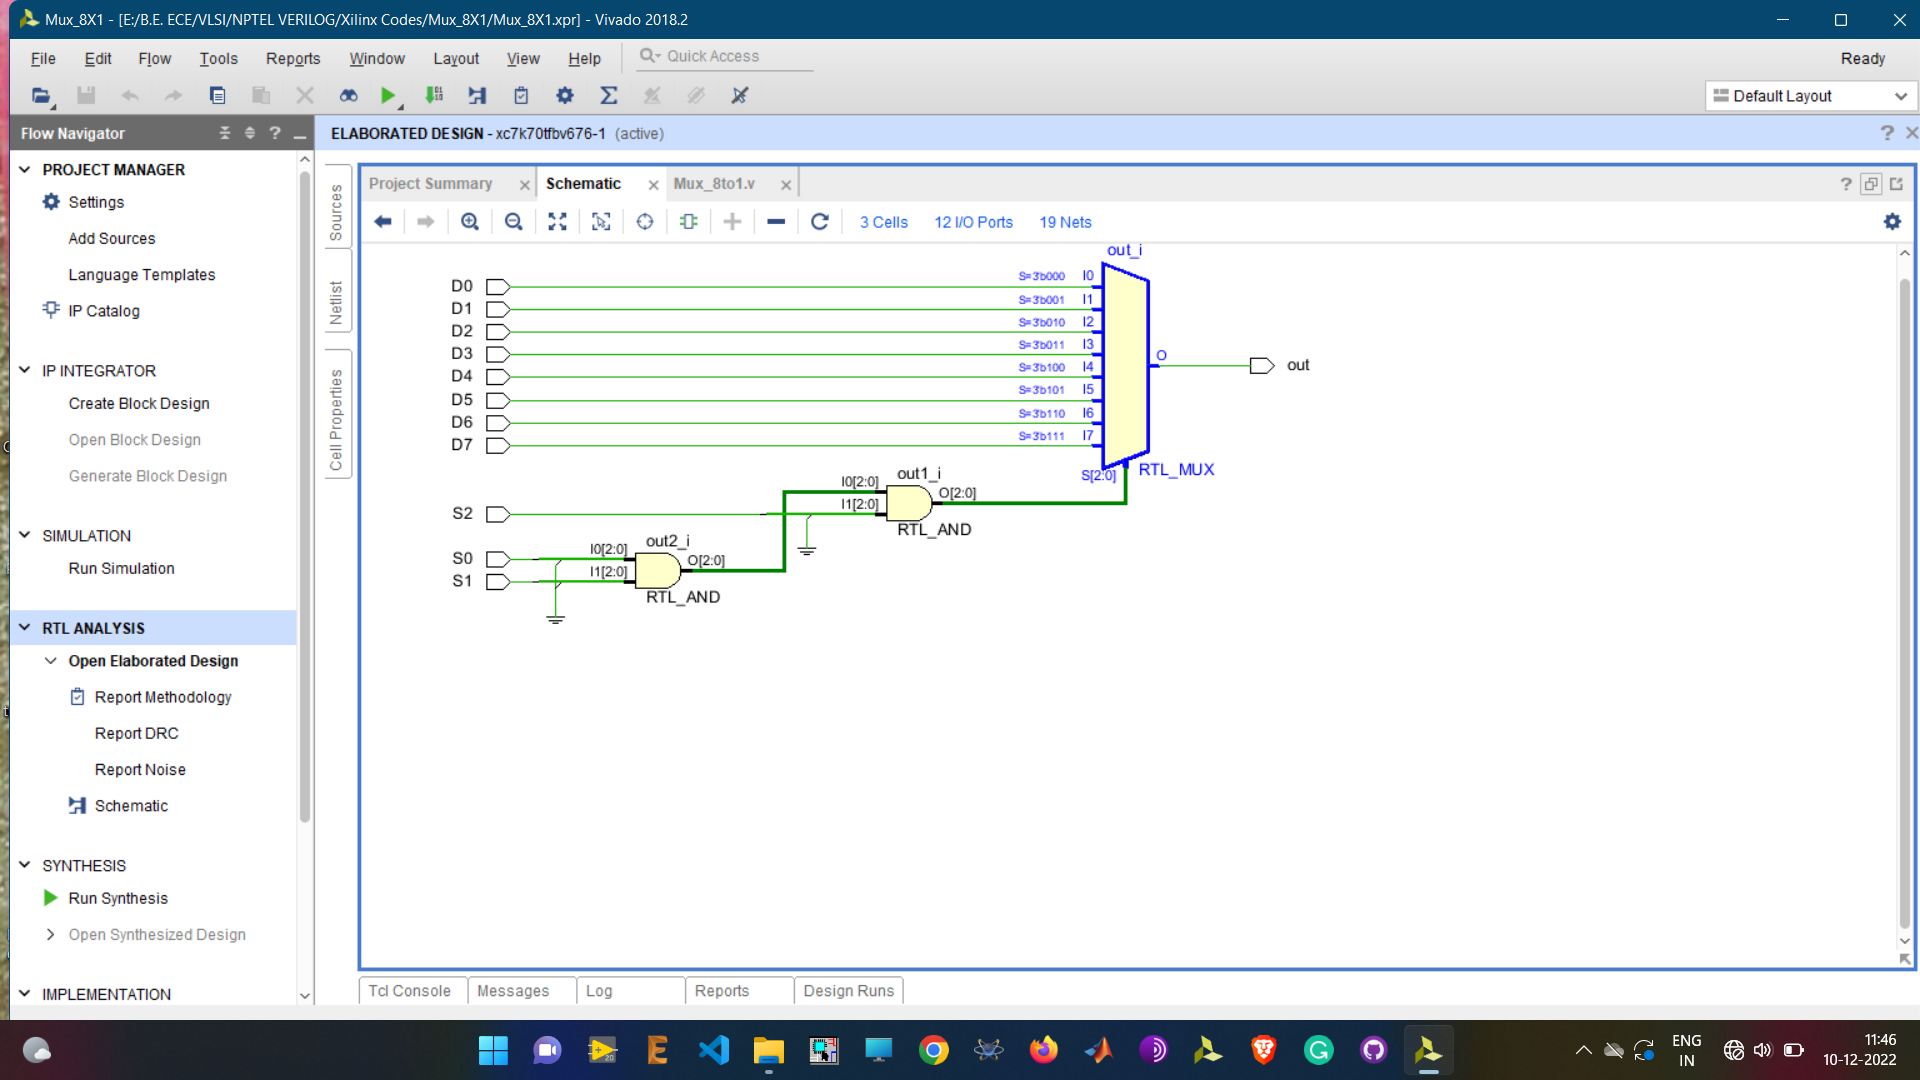 Mux_8X1 - [E:/B.E. ECE/VLSI/NPTEL VERILOG/Xilinx Codes/Mux_8X1/Mux_8X1.xpr] - Vivado 2018.2
File Edit Flow Tools Reports Window Layout View Help Quick Access Ready
Default Layout
Flow Navigator
ELABORATED DESIGN - xc7k70tfbv676-1 (active)
PROJECT MANAGER
Settings
Add Sources
Language Templates
IP Catalog
IP INTEGRATOR
Create Block Design
Open Block Design
Generate Block Design
SIMULATION
Run Simulation
RTL ANALYSIS
Open Elaborated Design
Report Methodology
Report DRC
Report Noise
Schematic
SYNTHESIS
Run Synthesis
Open Synthesized Design
IMPLEMENTATION
Sources
Netlist
Cell Properties
Project Summary Schematic Mux_8to1.v
3 Cells 12 I/O Ports 19 Nets
out_i
D0 S=3'b000 I0
D1 S=3'b001 I1
D2 S=3'b010 I2
D3 S=3'b011 I3
D4 S=3'b100 I4
D5 S=3'b101 I5
D6 S=3'b110 I6
D7 S=3'b111 I7
O out
S[2:0] RTL_MUX
out1_i
I0[2:0] O[2:0]
I1[2:0]
RTL_AND
S2
out2_i
S0 I0[2:0] O[2:0]
S1 I1[2:0]
RTL_AND
Tcl Console Messages Log Reports Design Runs
ENG
IN
11:46
10-12-2022